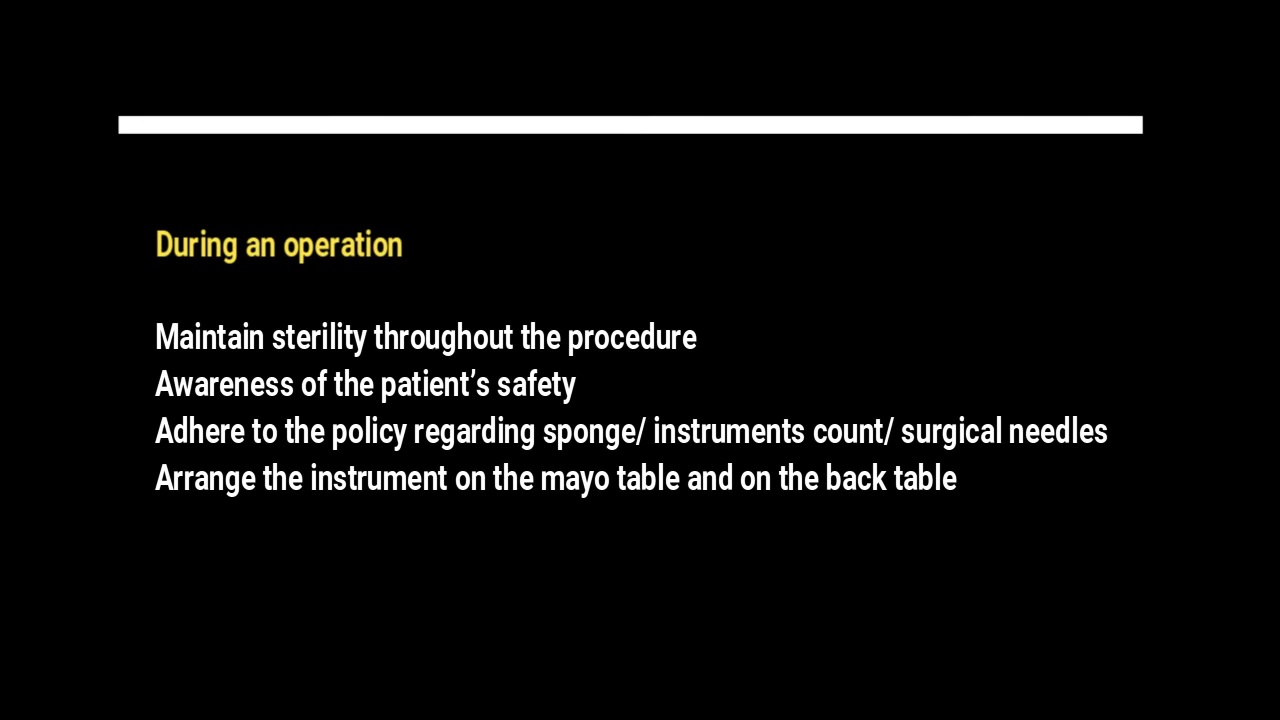 During an operation
Maintain sterility throughout the procedure
Awareness of the patient’s safety
Adhere to the policy regarding sponge/ instruments count/ surgical needles
Arrange the instrument on the mayo table and on the back table